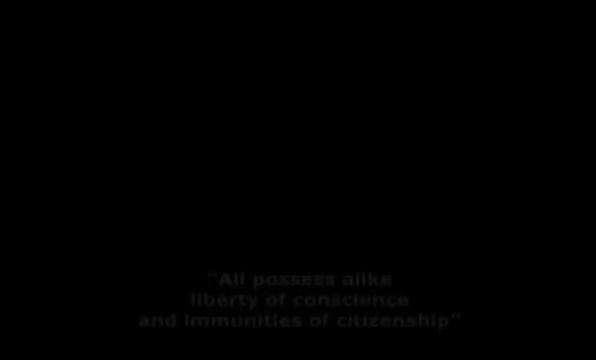 "All possess alike
liberty of conscience
and immunities of citizenship"